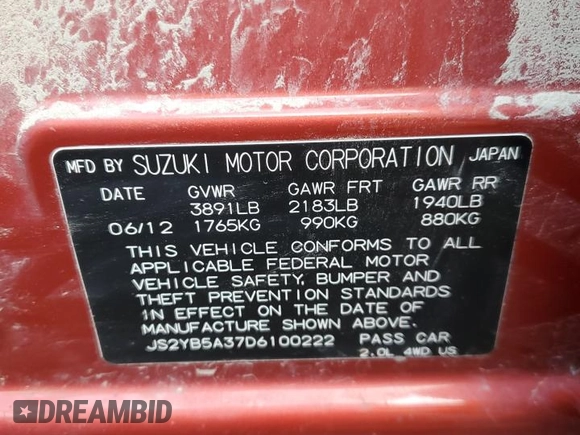 MFD BY SUZUKI MOTOR CORPORATION JAPAN
DATE GVWR GAWR FRT GAWR RR
3891LB 2183LB 1940LB
06/12 1765KG 990KG 880KG
THIS VEHICLE CONFORMS TO ALL
APPLICABLE FEDERAL MOTOR
VEHICLE SAFETY, BUMPER AND
THEFT PREVENTION STANDARDS
IN EFFECT ON THE DATE OF
MANUFACTURE SHOWN ABOVE.
JS2YB5A37D6100222 PASS CAR
2.0L 4WD US
DREAMBID